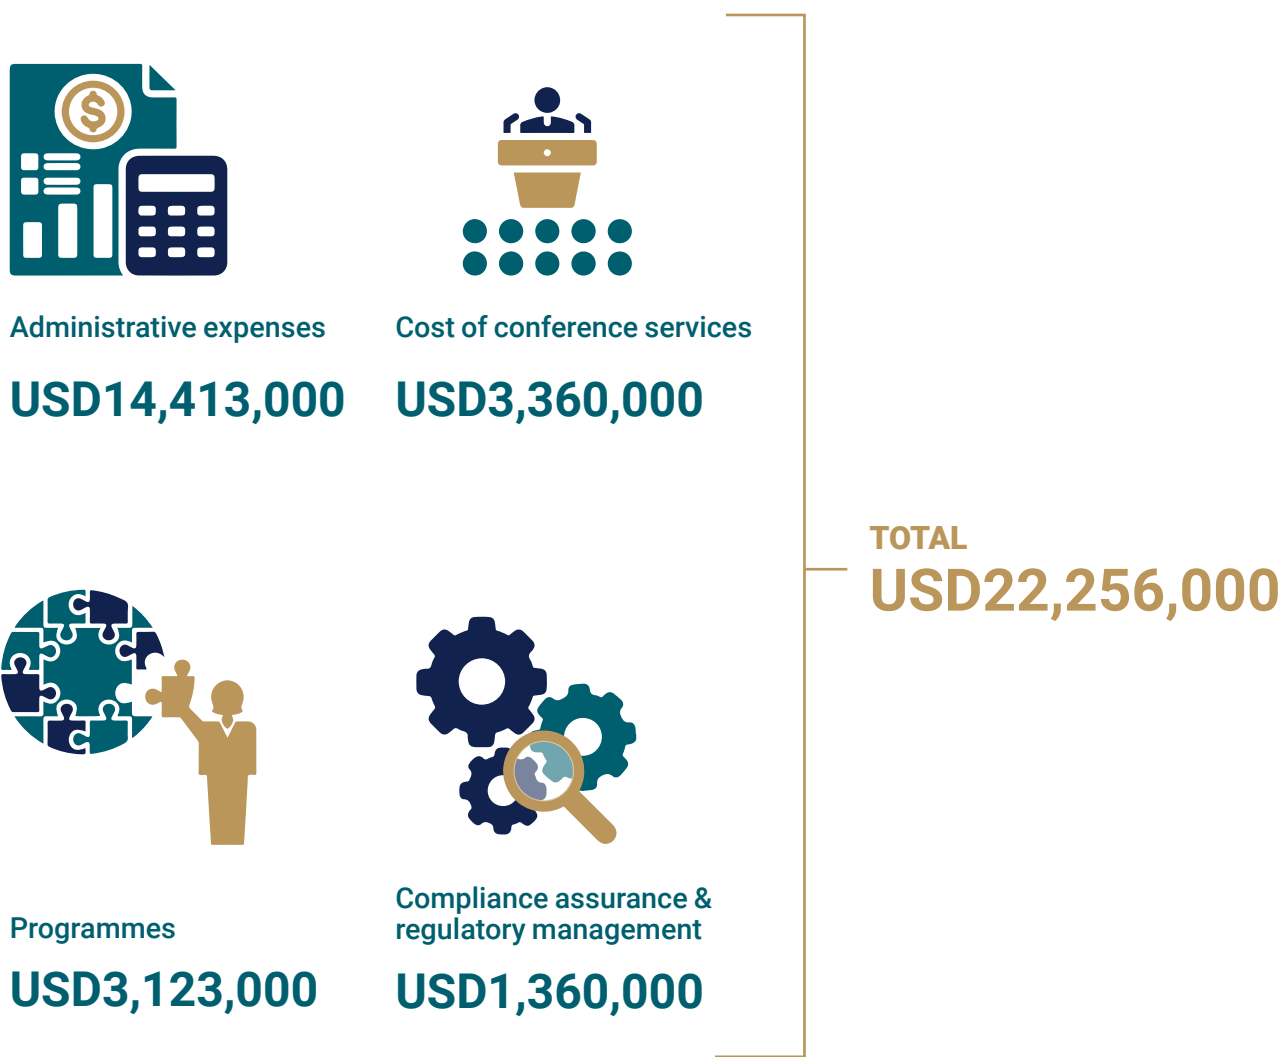 $
Administrative expenses
USD14,413,000
Cost of conference services
USD3,360,000
Programmes
USD3,123,000
Compliance assurance &
regulatory management
USD1,360,000
TOTAL
USD22,256,000